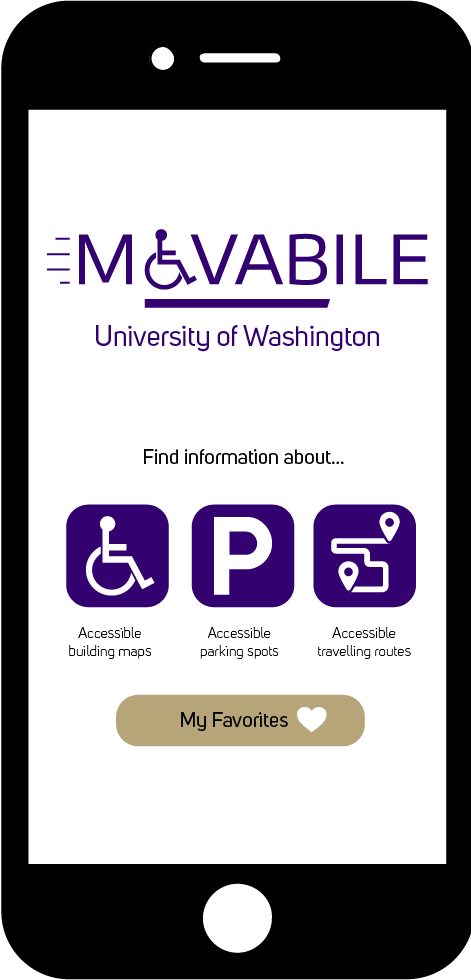 MOVABILE
University of Washington
Find information about...
Accessible
building maps
P
Accessible
parking spots
Accessible
travelling routes
My Favorites